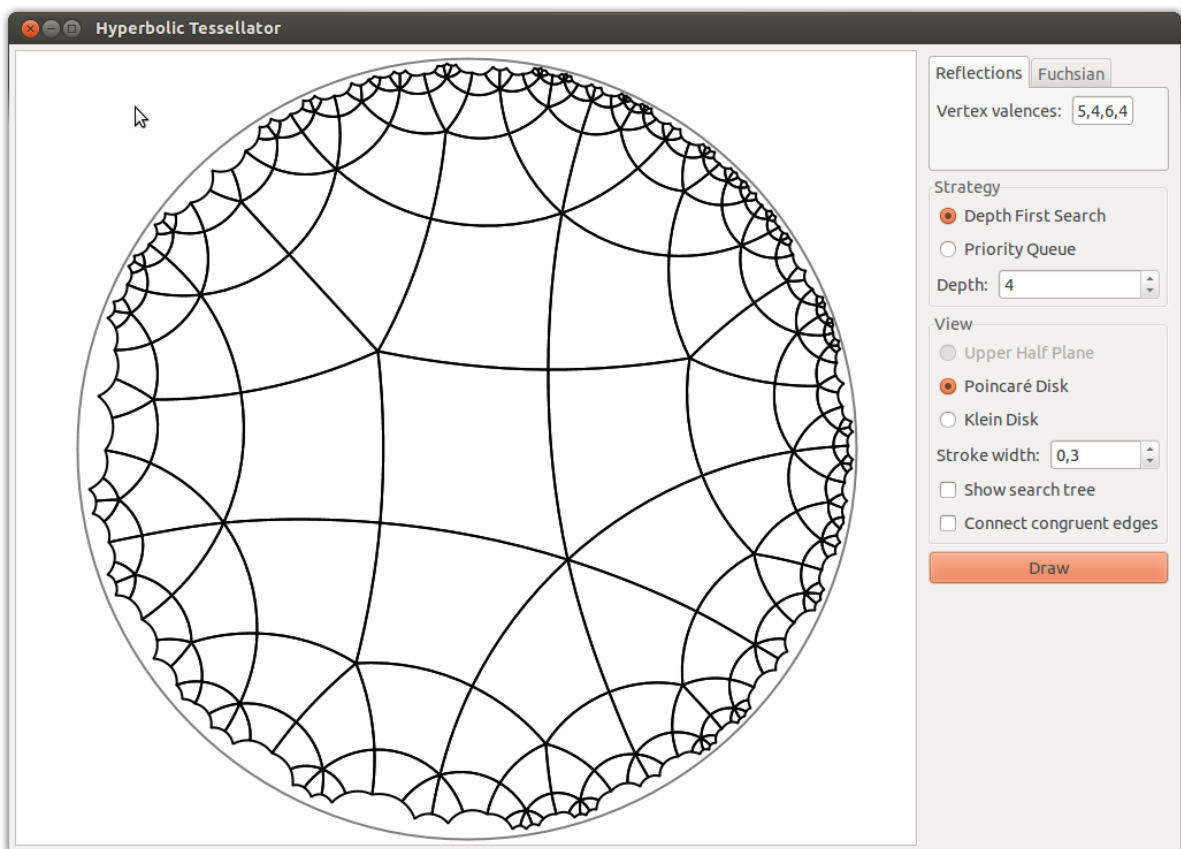 Hyperbolic Tessellator
Reflections Fuchsian
Vertex valences: 5,4,6,4
Strategy
Depth First Search
Priority Queue
Depth: 4
View
Upper Half Plane
Poincaré Disk
Klein Disk
Stroke width: 0,3
Show search tree
Connect congruent edges
Draw